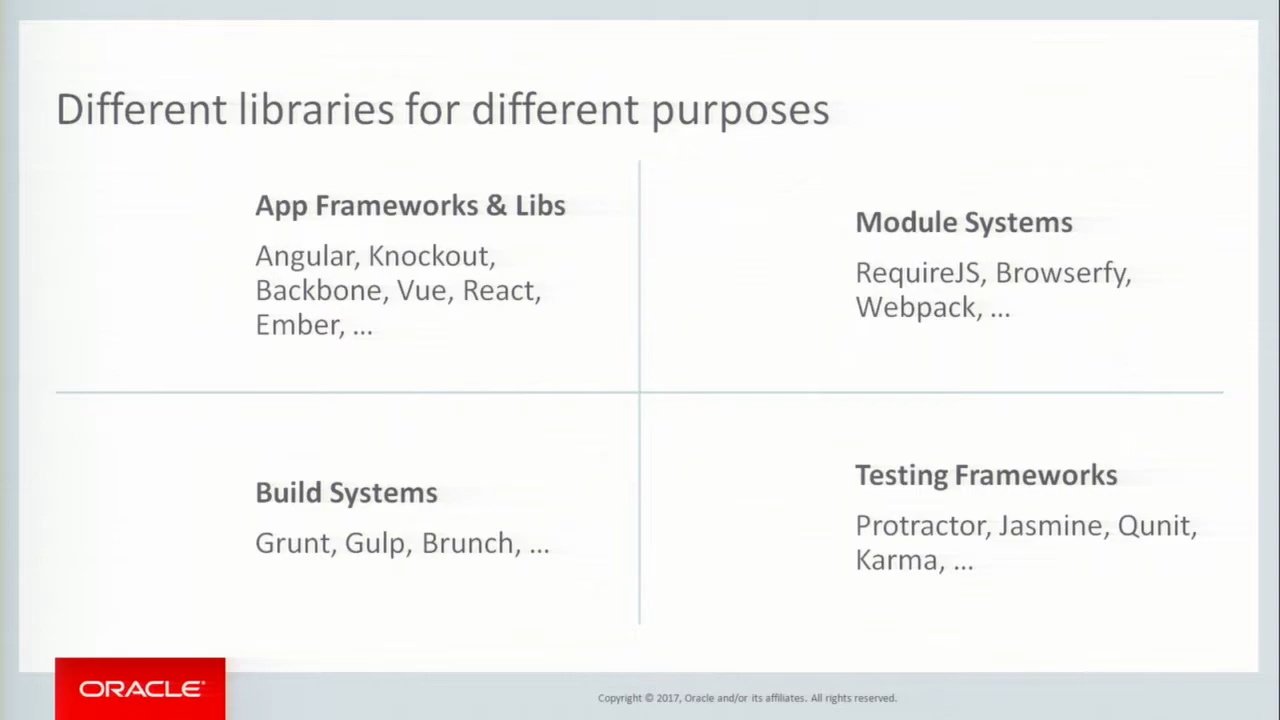 Different libraries for different purposes
App Frameworks & Libs
Angular, Knockout,
Backbone, Vue, React,
Ember, ...
Module Systems
RequireJS, Browserfy,
Webpack, ...
Build Systems
Grunt, Gulp, Brunch, ...
Testing Frameworks
Protractor, Jasmine, Qunit,
Karma, ...
ORACLE®
Copyright © 2017, Oracle and/or its affiliates. All rights reserved.